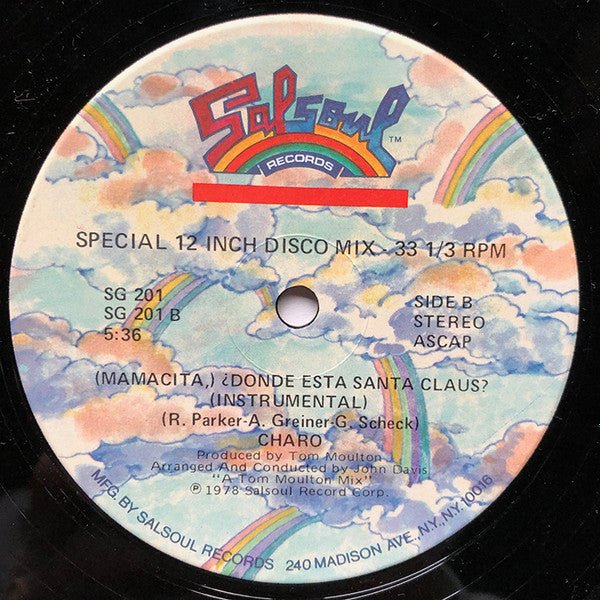 Salsoul TM
RECORDS
SPECIAL 12 INCH DISCO MIX - 33 1/3 RPM
SG 201
SG 201 B
5:36
SIDE B
STEREO
ASCAP
(MAMACITA,) ¿DONDE ESTA SANTA CLAUS?
(INSTRUMENTAL)
(R. Parker-A. Greiner-G. Scheck)
CHARO
Produced by Tom Moulton
Arranged And Conducted by John Davis
"A Tom Moulton Mix"
℗ 1978 Salsoul Record Corp.
MFG. BY SALSOUL RECORDS 240 MADISON AVE., N.Y., N.Y. 10016